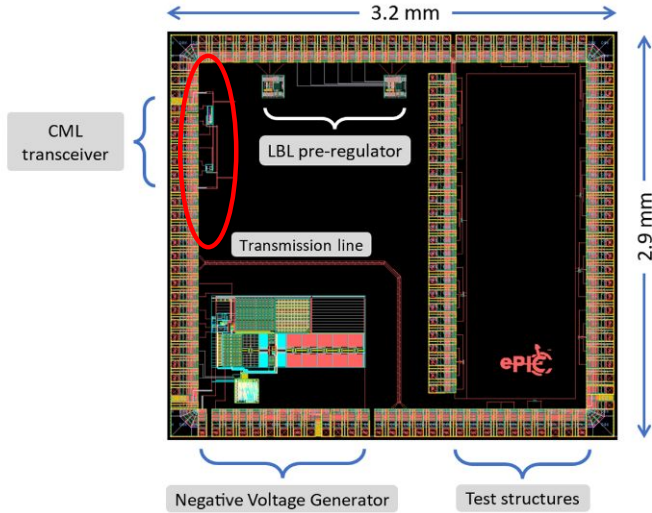 3.2 mm
CML
transceiver
LBL pre-regulator
Transmission line
2.9 mm
ePIC
Negative Voltage Generator
Test structures